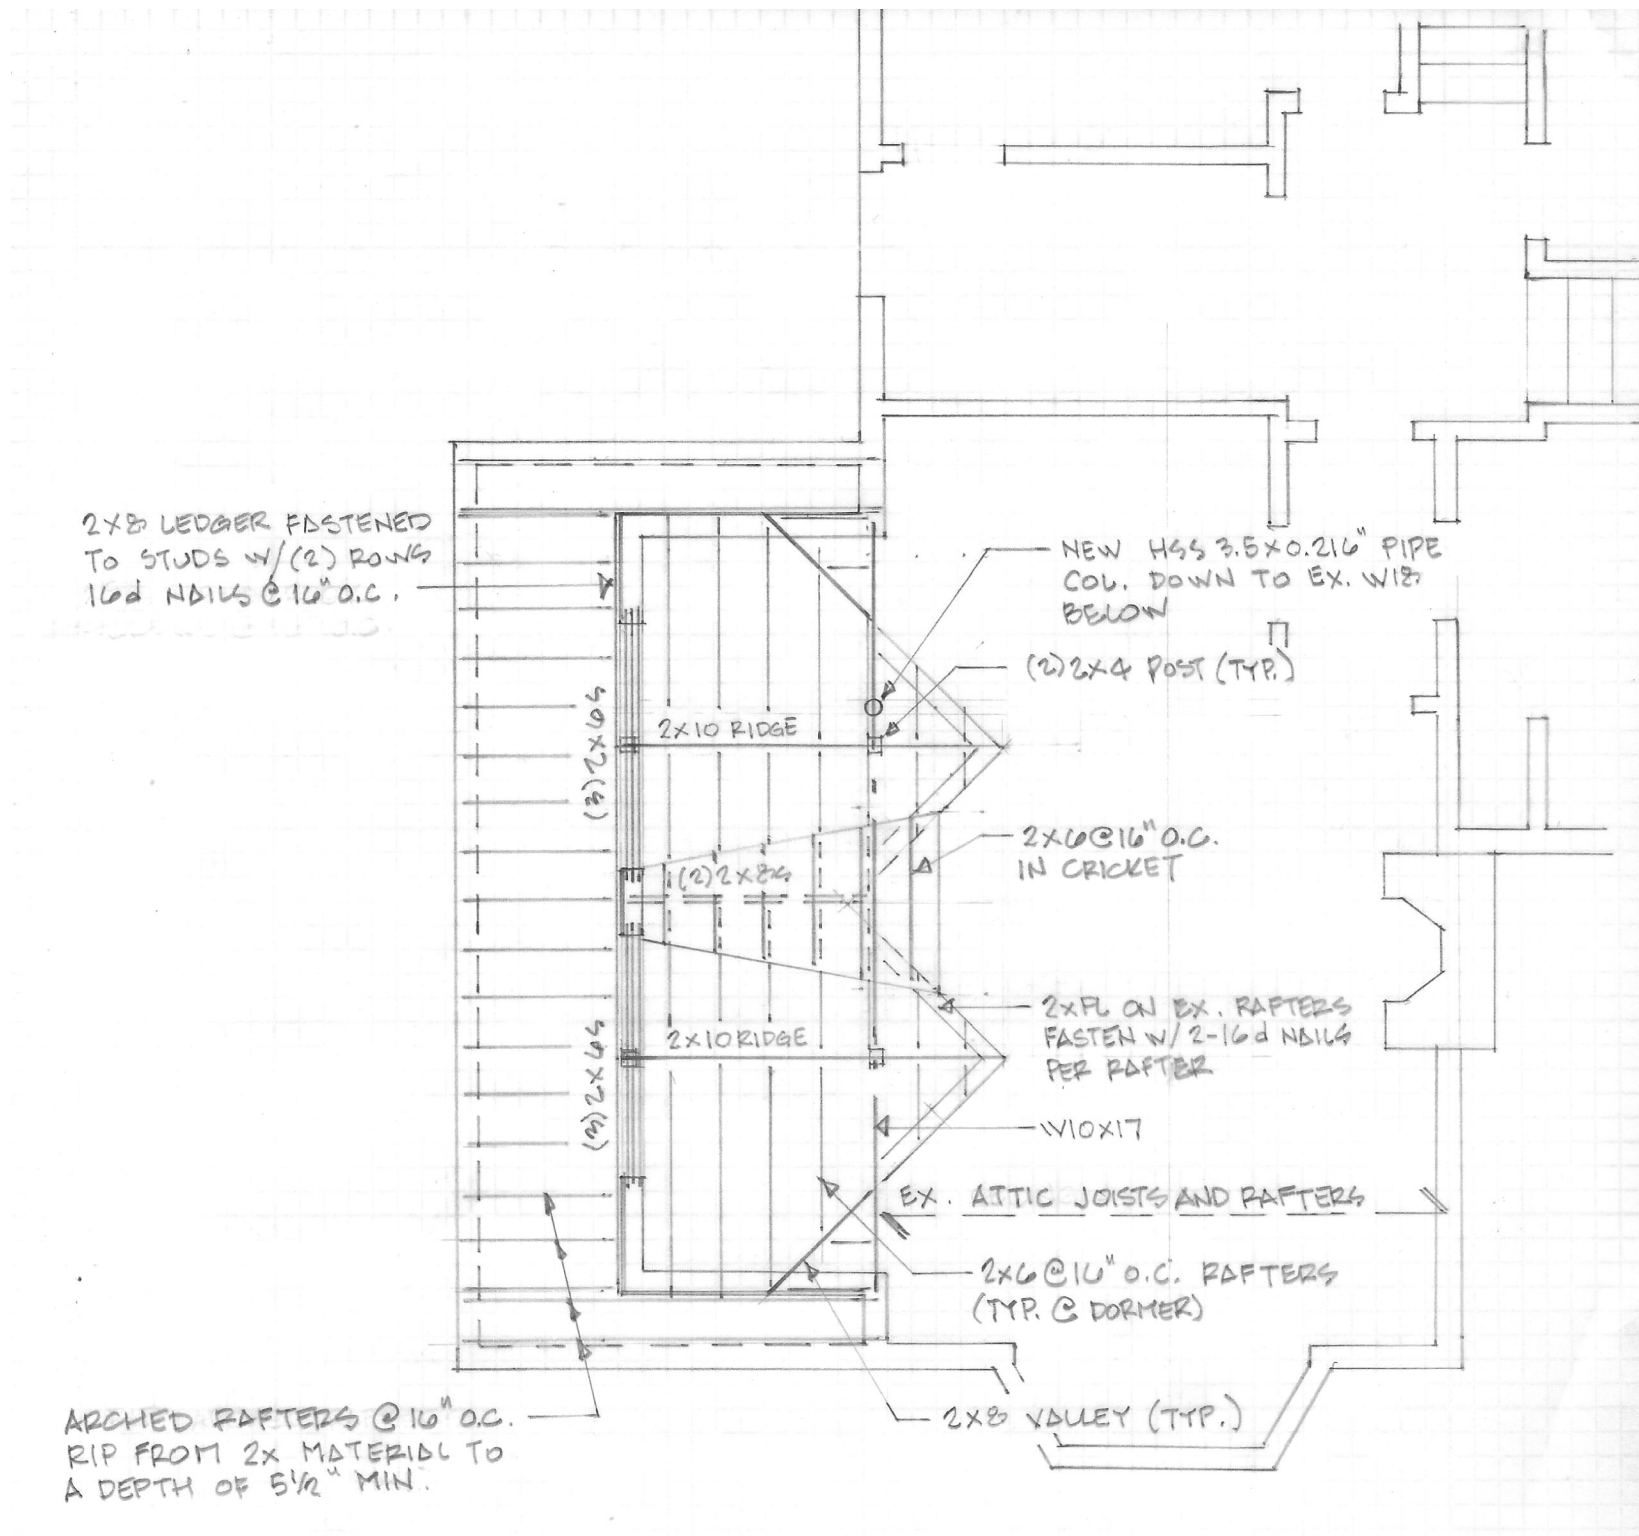 2X8 LEDGER FASTENED
TO STUDS W/(2) ROWS
16d NAILS @ 16" O.C.
NEW HSS 3.5X0.216" PIPE
COL. DOWN TO EX. W18
BELOW
(2)2X4 POST (TYP.)
(3)2X6S
2X10 RIDGE
2X6@16" O.C.
IN CRICKET
(2)2X8S
2XPL ON EX. RAFTERS
FASTEN W/ 2-16d NAILS
PER RAFTER
(3)2X6S
2X10 RIDGE
W10X17
EX. ATTIC JOISTS AND RAFTERS
2X6@16" O.C. RAFTERS
(TYP. @ DORMER)
2X8 VALLEY (TYP.)
ARCHED RAFTERS @ 16" O.C.
RIP FROM 2X MATERIAL TO
A DEPTH OF 5½" MIN.